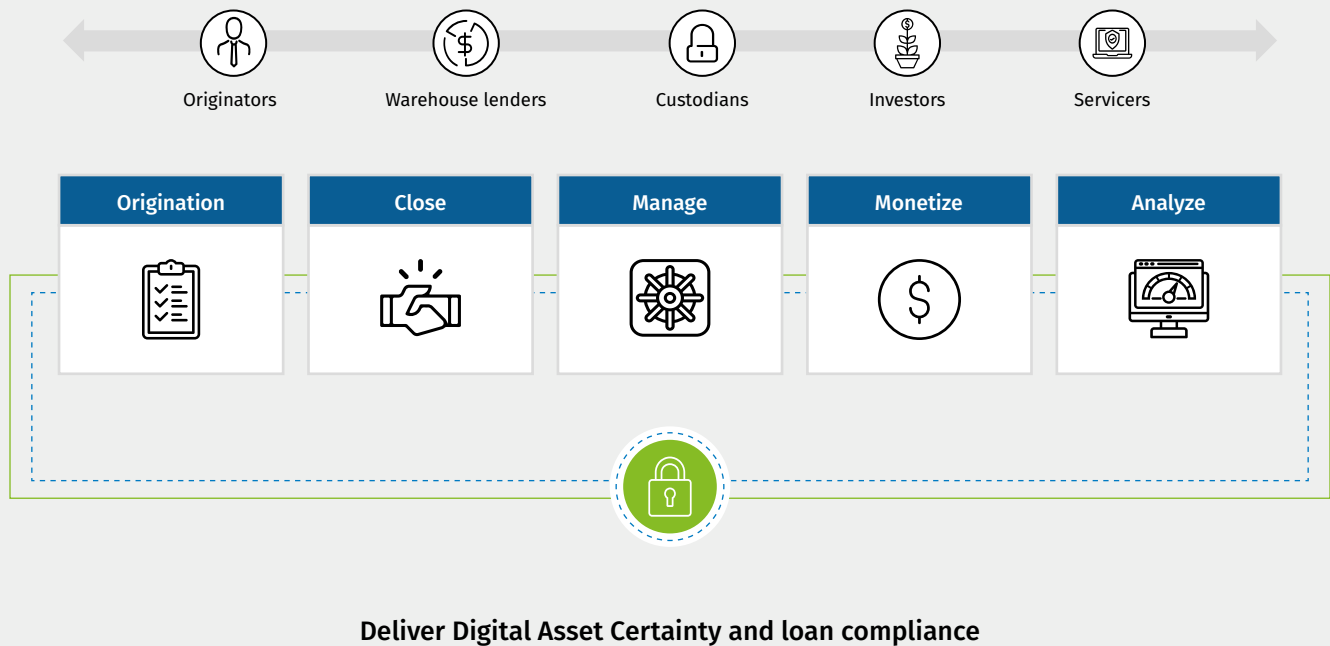 Originators
Warehouse lenders
Custodians
Investors
Servicers
Origination
Close
Manage
Monetize
Analyze
Deliver Digital Asset Certainty and loan compliance